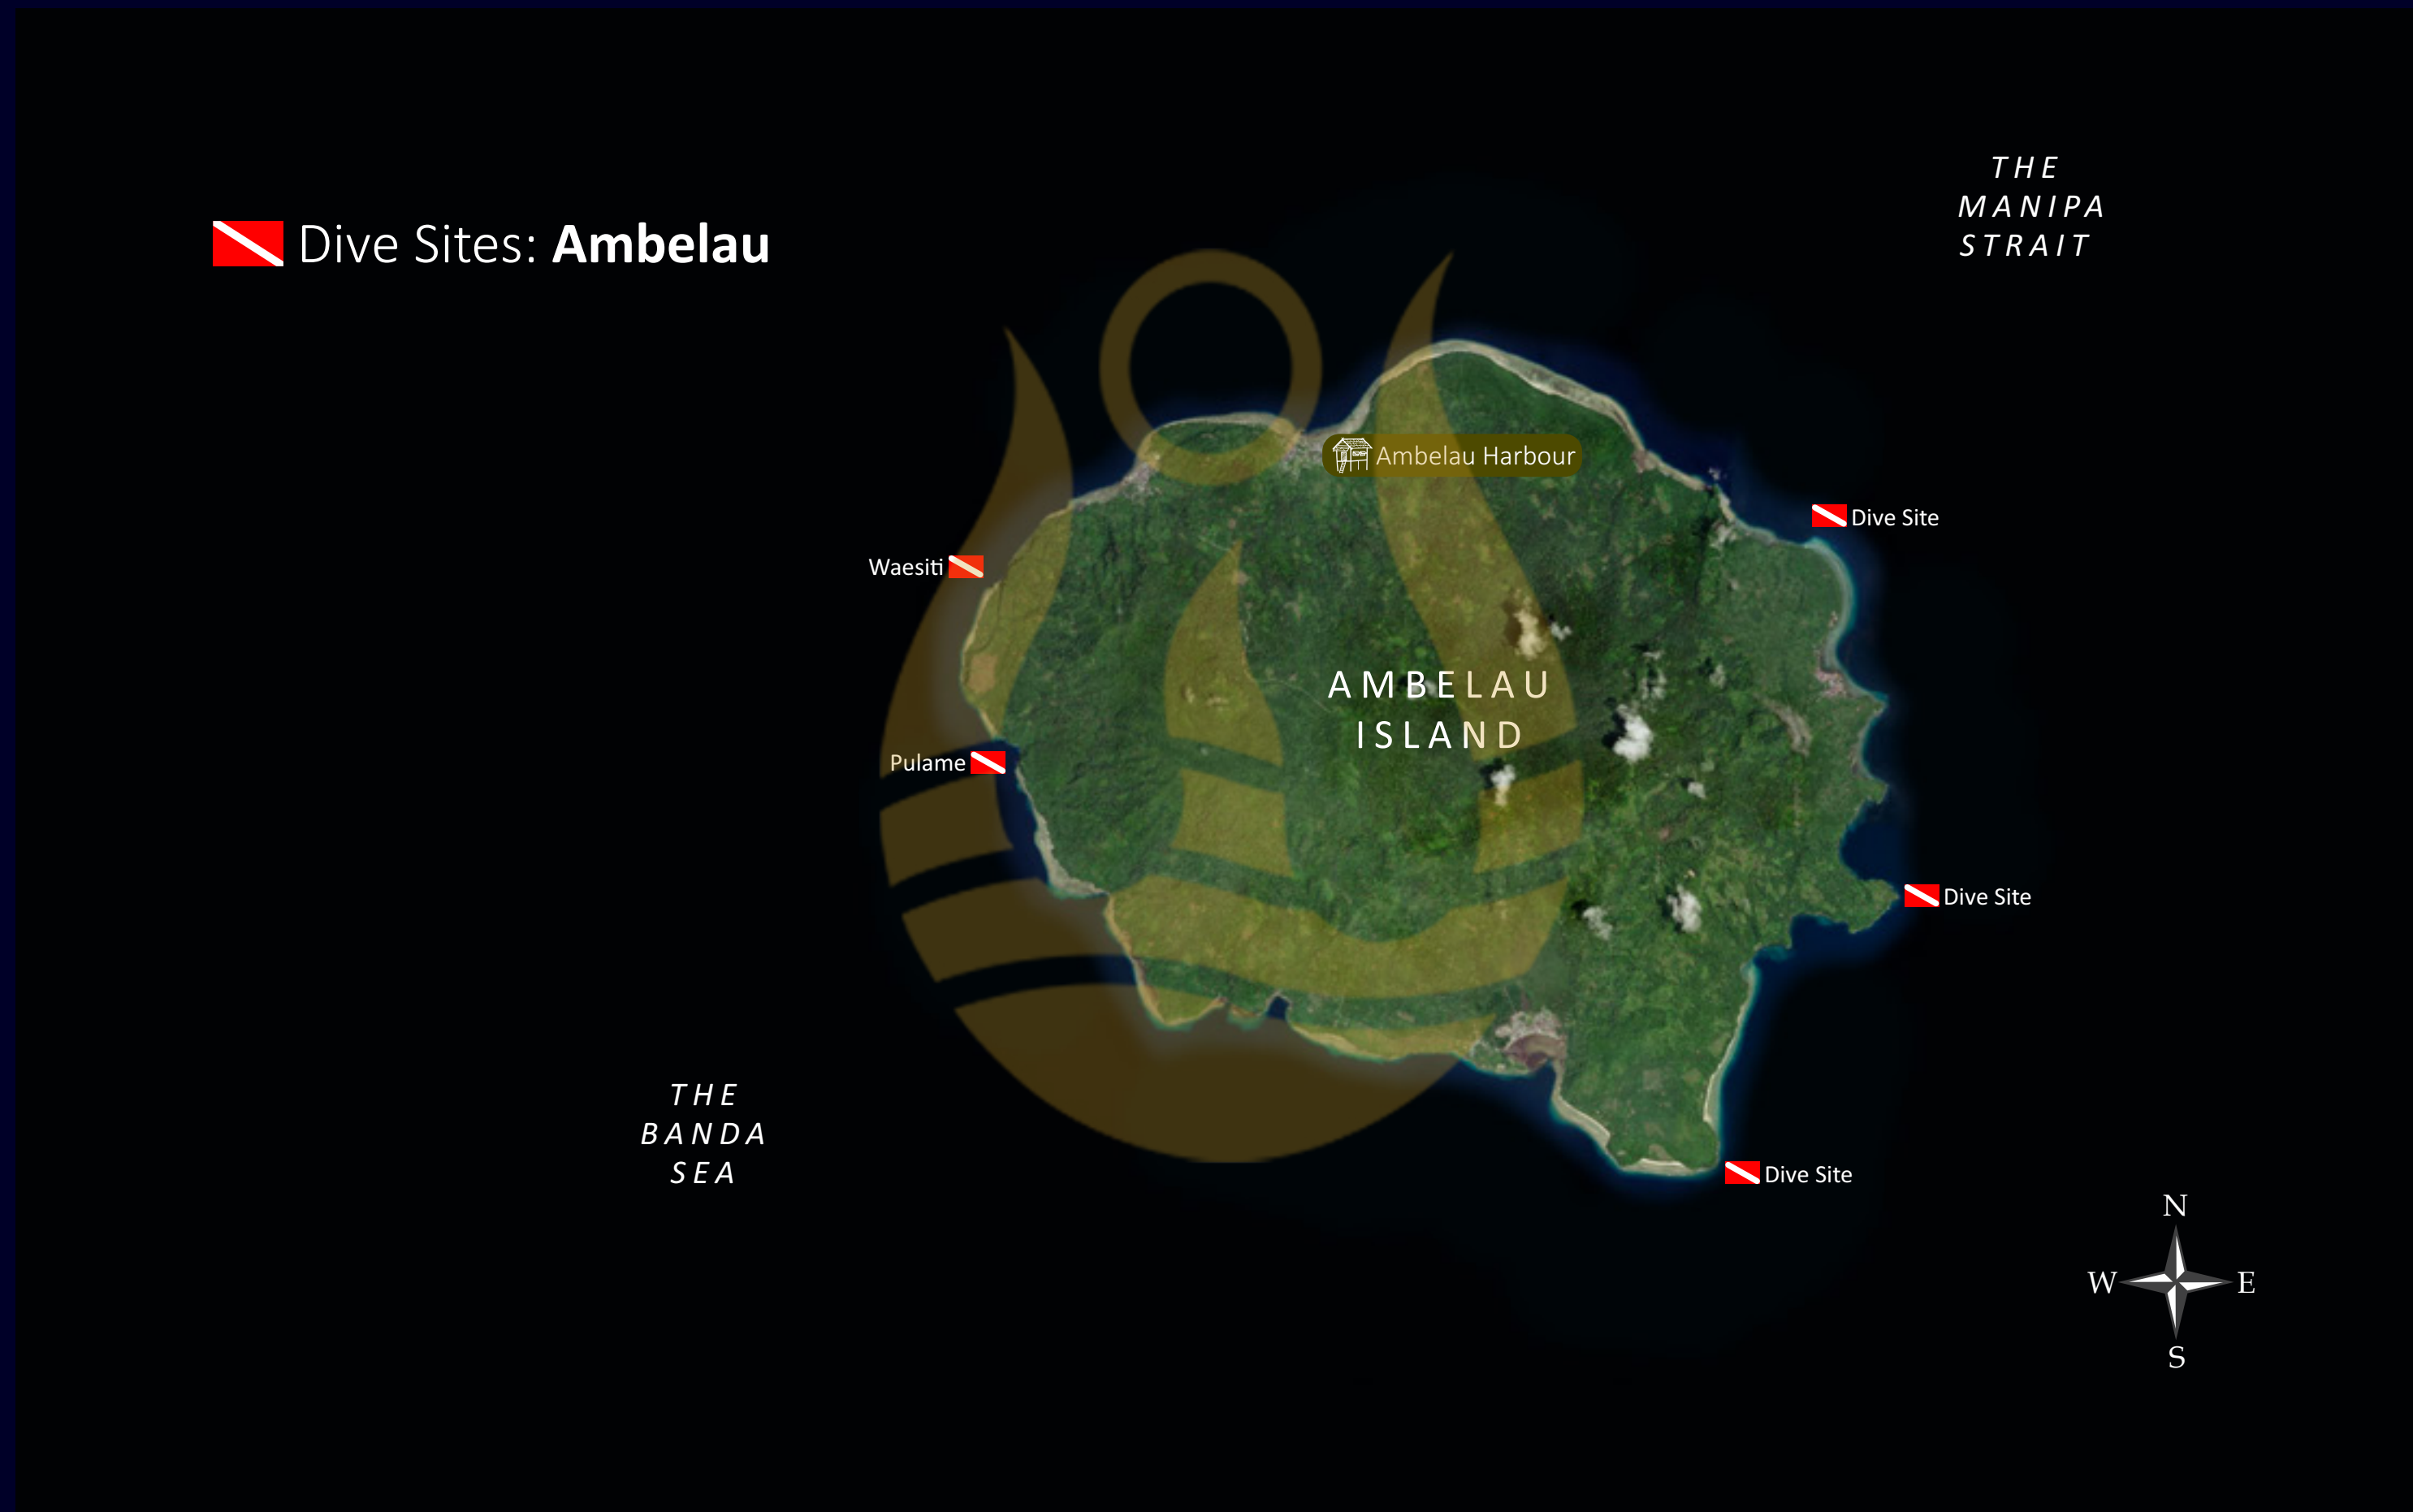 THE
MANIPA
STRAIT
Dive Sites: Ambelau
Ambelau Harbour
Dive Site
Waesiti
AMBELAU
ISLAND
Pulame
Dive Site
THE
BANDA
SEA
Dive Site
N
W E
S